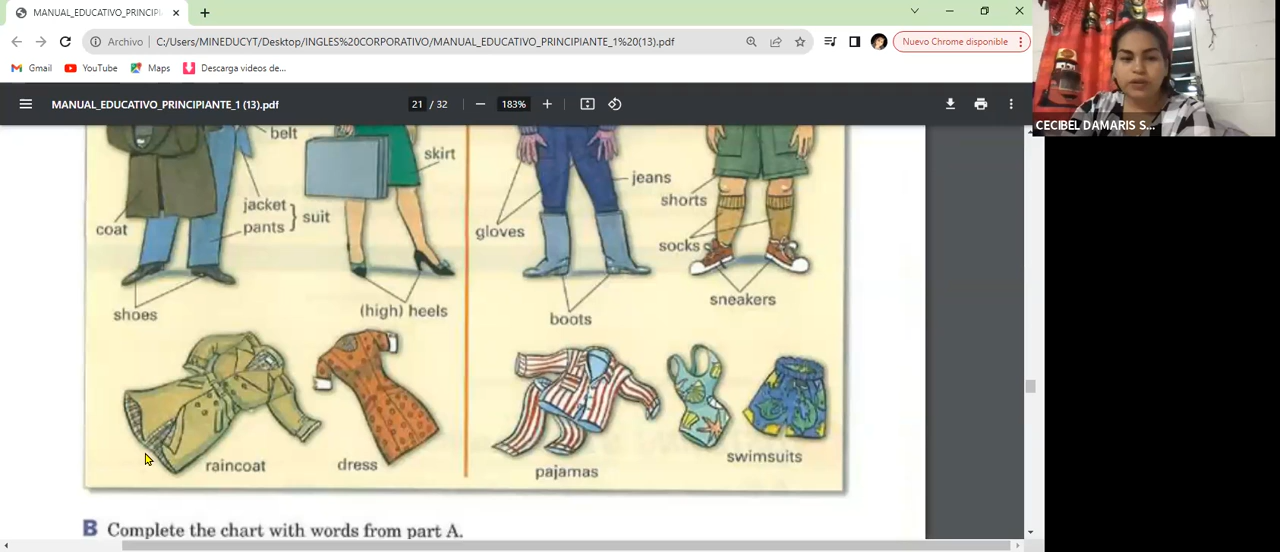 MANUAL_EDUCATIVO_PRINCIPIAN
Archivo C:/Users/MINEDUCYT/Desktop/INGLES%20CORPORATIVO/MANUAL_EDUCATIVO_PRINCIPIANTE_1%20(13).pdf
Nuevo Chrome disponible
Gmail YouTube Maps Descarga videos de...
MANUAL_EDUCATIVO_PRINCIPIANTE_1 (13).pdf 21 / 32 183%
CECIBEL DAMARIS S...
belt
skirt
jacket
pants
suit
coat
shoes
(high) heels
jeans
shorts
gloves
socks
sneakers
boots
raincoat
dress
pajamas
swimsuits
B Complete the chart with words from part A.